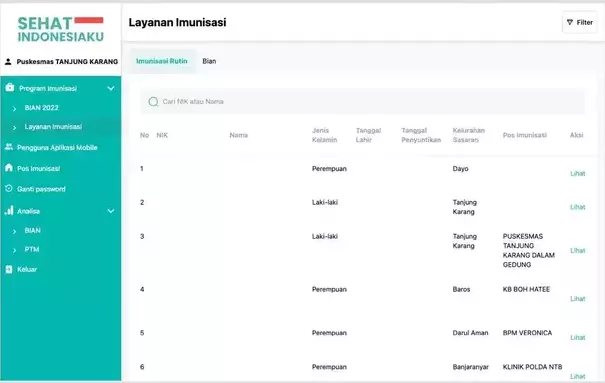 SEHAT
INDONESIAKU
Puskesmas TANJUNG KARANG
Program Imunisasi
BIAN 2022
Layanan Imunisasi
Pengguna Aplikasi Mobile
Pos Imunisasi
Ganti password
Analisa
BIAN
PTM
Keluar
Layanan Imunisasi
Filter
Imunisasi Rutin Bian
Cari NIK atau Nama
No NIK Nama Jenis Kelamin Tanggal Lahir Tanggal Penyuntikan Kelurahan Sasaran Pos Imunisasi Aksi
1 Perempuan Dayo Lihat
2 Laki-laki Tanjung Karang Lihat
3 Laki-laki Tanjung Karang PUSKESMAS TANJUNG KARANG DALAM GEDUNG Lihat
4 Perempuan Baros KB BOH HATEE Lihat
5 Perempuan Darul Aman BPM VERONICA Lihat
6 Perempuan Banjaranyar KLINIK POLDA NTB Lihat